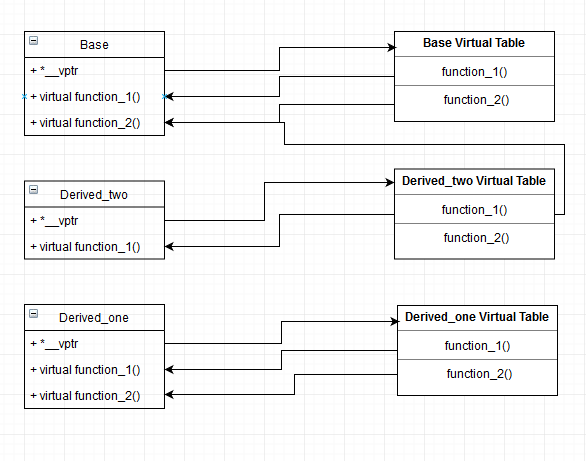 Base
+ *__vptr
+ virtual function_1()
+ virtual function_2()
Base Virtual Table
function_1()
function_2()
Derived_two
+ *__vptr
+ virtual function_1()
Derived_two Virtual Table
function_1()
function_2()
Derived_one
+ *__vptr
+ virtual function_1()
+ virtual function_2()
Derived_one Virtual Table
function_1()
function_2()